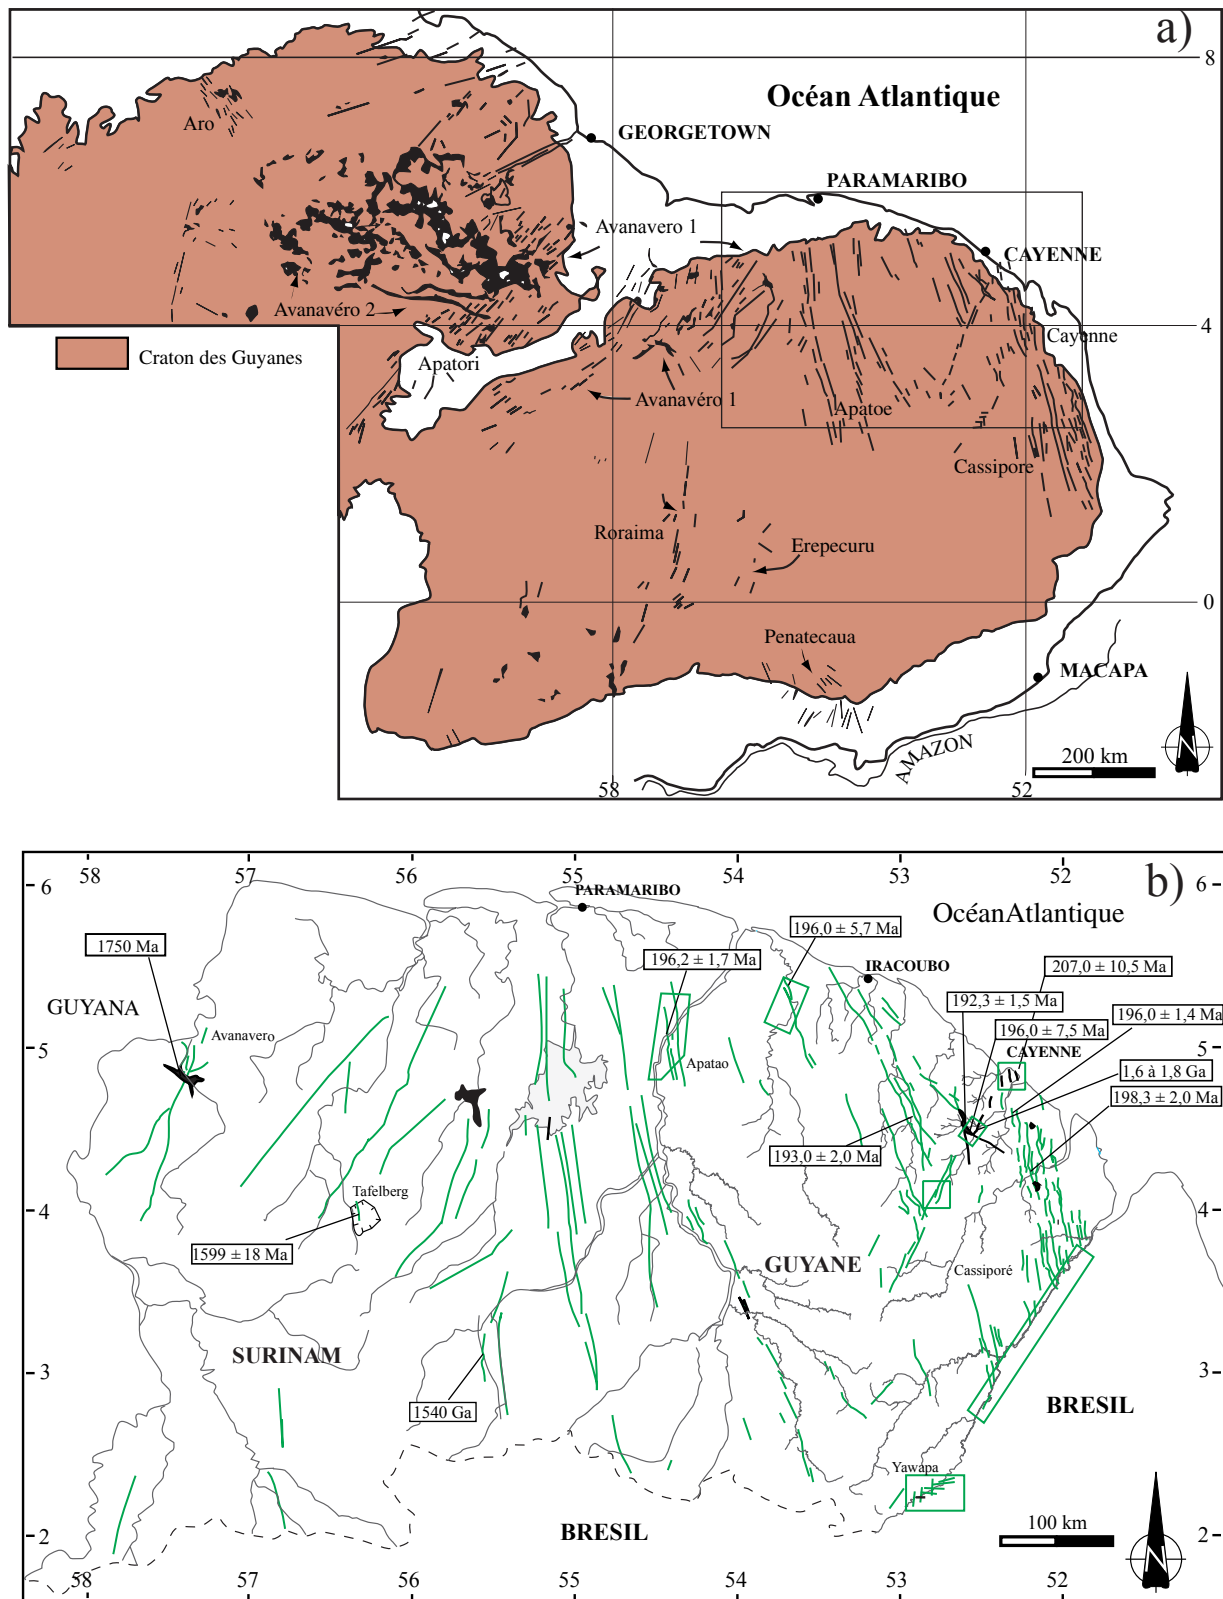 a)
8
Océan Atlantique
GEORGETOWN
Aro
PARAMARIBO
Avanavero 1
CAYENNE
Avanavéro 2
4
Cayenne
Craton des Guyanes
Apatori
Avanavéro 1
Apatoe
Cassipore
Roraima
Erepecuru
0
Penatecaua
MACAPA
N
AMAZON
200 km
58
52
b)
58
57
56
55
54
53
52
6
6
PARAMARIBO
OcéanAtlantique
196,0 ± 5,7 Ma
1750 Ma
196,2 ± 1,7 Ma
IRACOUBO
207,0 ± 10,5 Ma
192,3 ± 1,5 Ma
196,0 ± 1,4 Ma
GUYANA
196,0 ± 7,5 Ma
Avanavero
5
CAYENNE
5
Apatao
1,6 à 1,8 Ga
198,3 ± 2,0 Ma
193,0 ± 2,0 Ma
Tafelberg
4
4
1599 ± 18 Ma
GUYANE
Cassiporé
SURINAM
3
3
1540 Ga
BRESIL
Yawapa
BRESIL
100 km
2
2
N
58
57
56
55
54
53
52